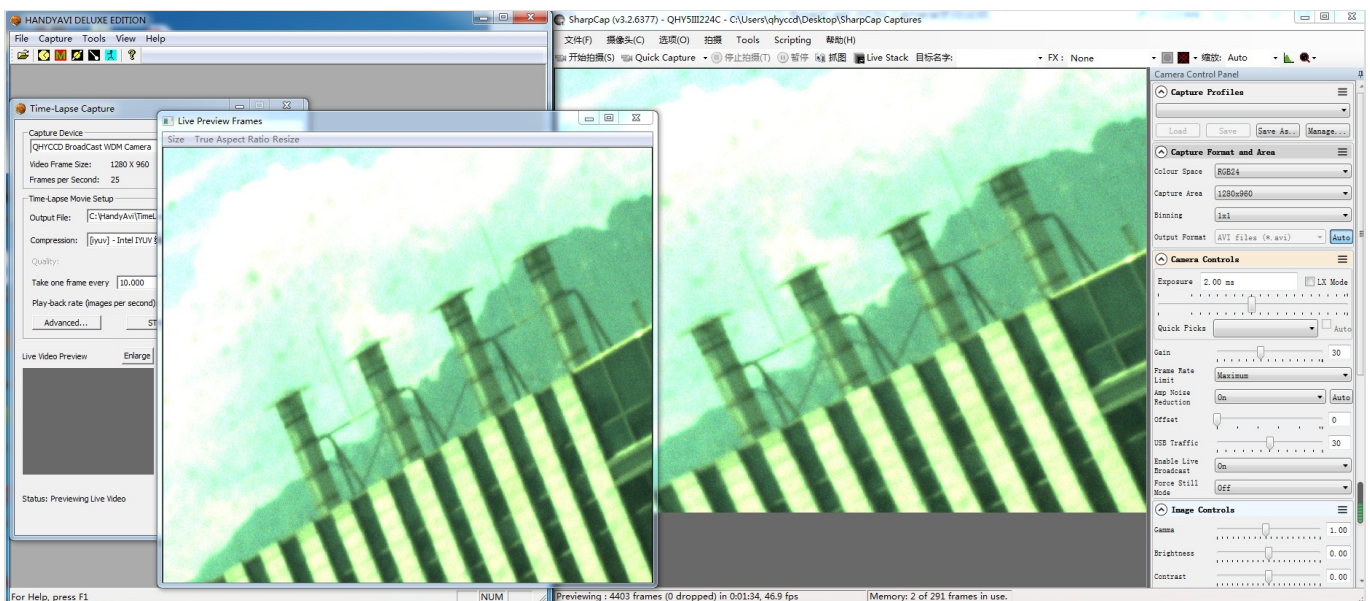 HANDYAVI DELUXE EDITION
File Capture Tools View Help
Time-Lapse Capture
Capture Device
QHYCCD BroadCast WDM Camera
Video Frame Size: 1280 X 960
Frames per Second: 25
Time-Lapse Movie Setup
Output File: C:\HandyAvi\TimeL
Compression: [iyuv] - Intel IYUV
Quality:
Take one frame every 10.000
Play-back rate (images per second)
Advanced... ST
Live Video Preview Enlarge
Status: Previewing Live Video
For Help, press F1 NUM
Live Preview Frames
Size True Aspect Ratio Resize
SharpCap (v3.2.6377) - QHY5III224C - C:\Users\qhyccd\Desktop\SharpCap Captures
文件(F) 摄像头(C) 选项(O) 拍摄 Tools Scripting 帮助(H)
开始拍摄(S) Quick Capture 停止拍摄(T) 暂停 抓图 Live Stack 目标名字: FX: None 缩放: Auto
Camera Control Panel
Capture Profiles
Load Save Save As.. Manage...
Capture Format and Area
Colour Space RGB24
Capture Area 1280x960
Binning 1x1
Output Format AVI files (*.avi) Auto
Camera Controls
Exposure 2.00 ms LX Mode
Quick Picks Auto
Gain 30
Frame Rate Limit Maximum
Amp Noise Reduction On Auto
Offset 0
USB Traffic 30
Enable Live Broadcast On
Force Still Mode Off
Image Controls
Gamma 1.00
Brightness 0.00
Contrast 0.00
Previewing : 4403 frames (0 dropped) in 0:01:34, 46.9 fps Memory: 2 of 291 frames in use.